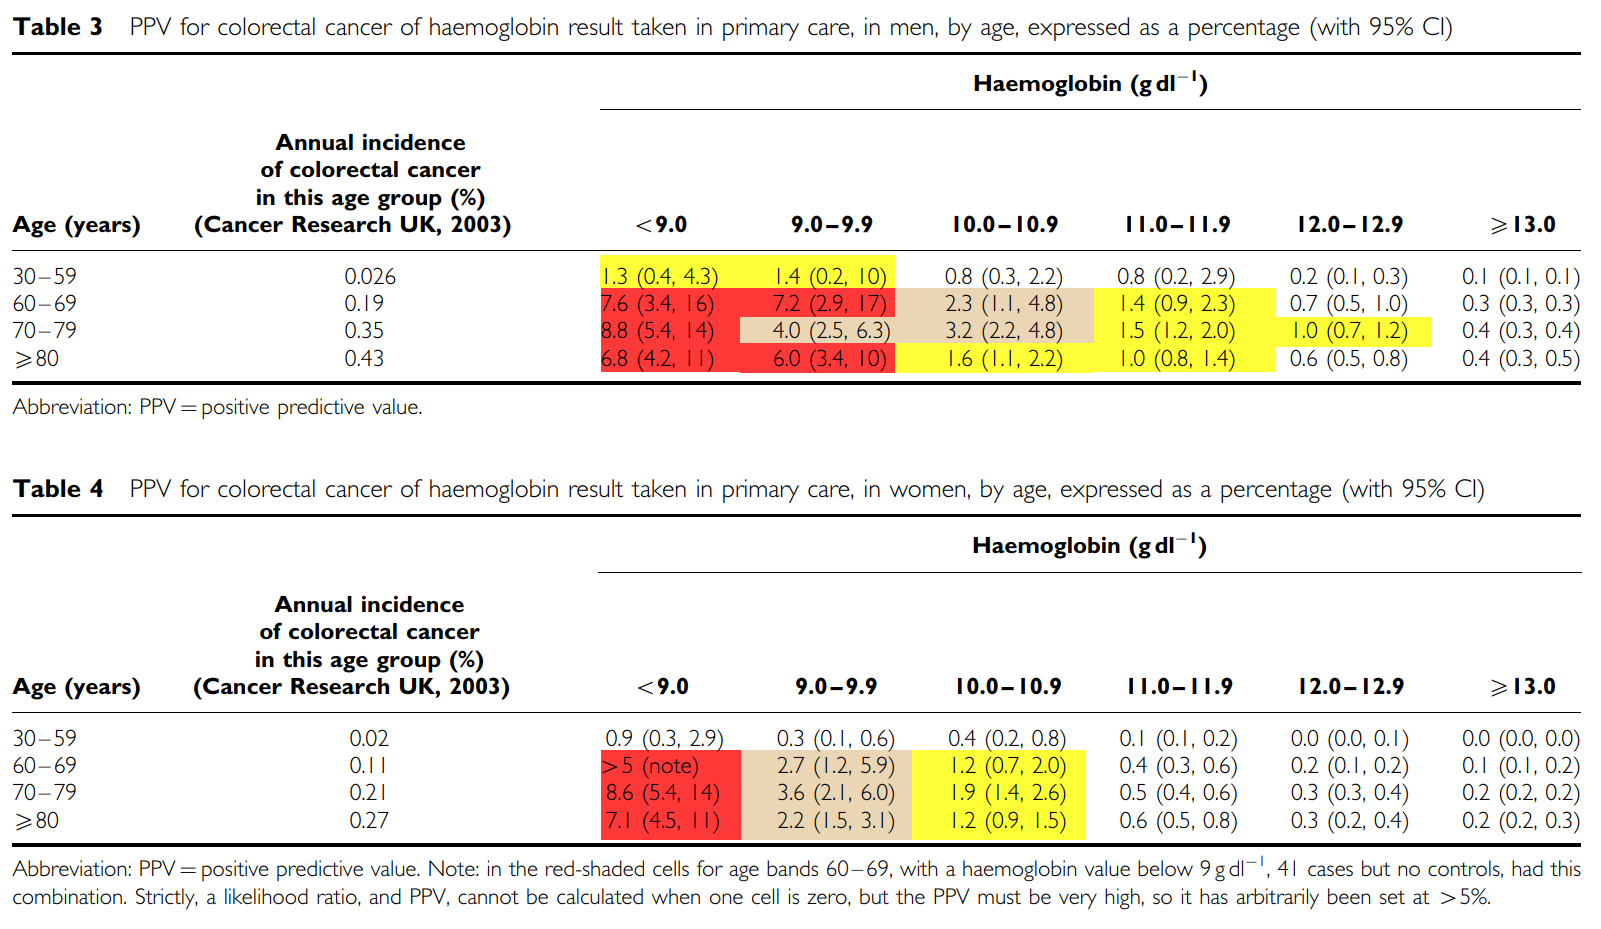 Table 3 PPV for colorectal cancer of haemoglobin result taken in primary care, in men, by age, expressed as a percentage (with 95% CI)
Haemoglobin (g dl⁻¹)
Annual incidence
of colorectal cancer
in this age group (%)
Age (years) (Cancer Research UK, 2003) <9.0 9.0–9.9 10.0–10.9 11.0–11.9 12.0–12.9 ⩾13.0
30–59 0.026 1.3 (0.4, 4.3) 1.4 (0.2, 10) 0.8 (0.3, 2.2) 0.8 (0.2, 2.9) 0.2 (0.1, 0.3) 0.1 (0.1, 0.1)
60–69 0.19 7.6 (3.4, 16) 7.2 (2.9, 17) 2.3 (1.1, 4.8) 1.4 (0.9, 2.3) 0.7 (0.5, 1.0) 0.3 (0.3, 0.3)
70–79 0.35 8.8 (5.4, 14) 4.0 (2.5, 6.3) 3.2 (2.2, 4.8) 1.5 (1.2, 2.0) 1.0 (0.7, 1.2) 0.4 (0.3, 0.4)
⩾80 0.43 6.8 (4.2, 11) 6.0 (3.4, 10) 1.6 (1.1, 2.2) 1.0 (0.8, 1.4) 0.6 (0.5, 0.8) 0.4 (0.3, 0.5)
Abbreviation: PPV = positive predictive value.
Table 4 PPV for colorectal cancer of haemoglobin result taken in primary care, in women, by age, expressed as a percentage (with 95% CI)
Haemoglobin (g dl⁻¹)
Annual incidence
of colorectal cancer
in this age group (%)
Age (years) (Cancer Research UK, 2003) <9.0 9.0–9.9 10.0–10.9 11.0–11.9 12.0–12.9 ⩾13.0
30–59 0.02 0.9 (0.3, 2.9) 0.3 (0.1, 0.6) 0.4 (0.2, 0.8) 0.1 (0.1, 0.2) 0.0 (0.0, 0.1) 0.0 (0.0, 0.0)
60–69 0.11 >5 (note) 2.7 (1.2, 5.9) 1.2 (0.7, 2.0) 0.4 (0.3, 0.6) 0.2 (0.1, 0.2) 0.1 (0.1, 0.2)
70–79 0.21 8.6 (5.4, 14) 3.6 (2.1, 6.0) 1.9 (1.4, 2.6) 0.5 (0.4, 0.6) 0.3 (0.3, 0.4) 0.2 (0.2, 0.2)
⩾80 0.27 7.1 (4.5, 11) 2.2 (1.5, 3.1) 1.2 (0.9, 1.5) 0.6 (0.5, 0.8) 0.3 (0.2, 0.4) 0.2 (0.2, 0.3)
Abbreviation: PPV = positive predictive value. Note: in the red-shaded cells for age bands 60–69, with a haemoglobin value below 9 g dl⁻¹, 41 cases but no controls, had this
combination. Strictly, a likelihood ratio, and PPV, cannot be calculated when one cell is zero, but the PPV must be very high, so it has arbitrarily been set at >5%.